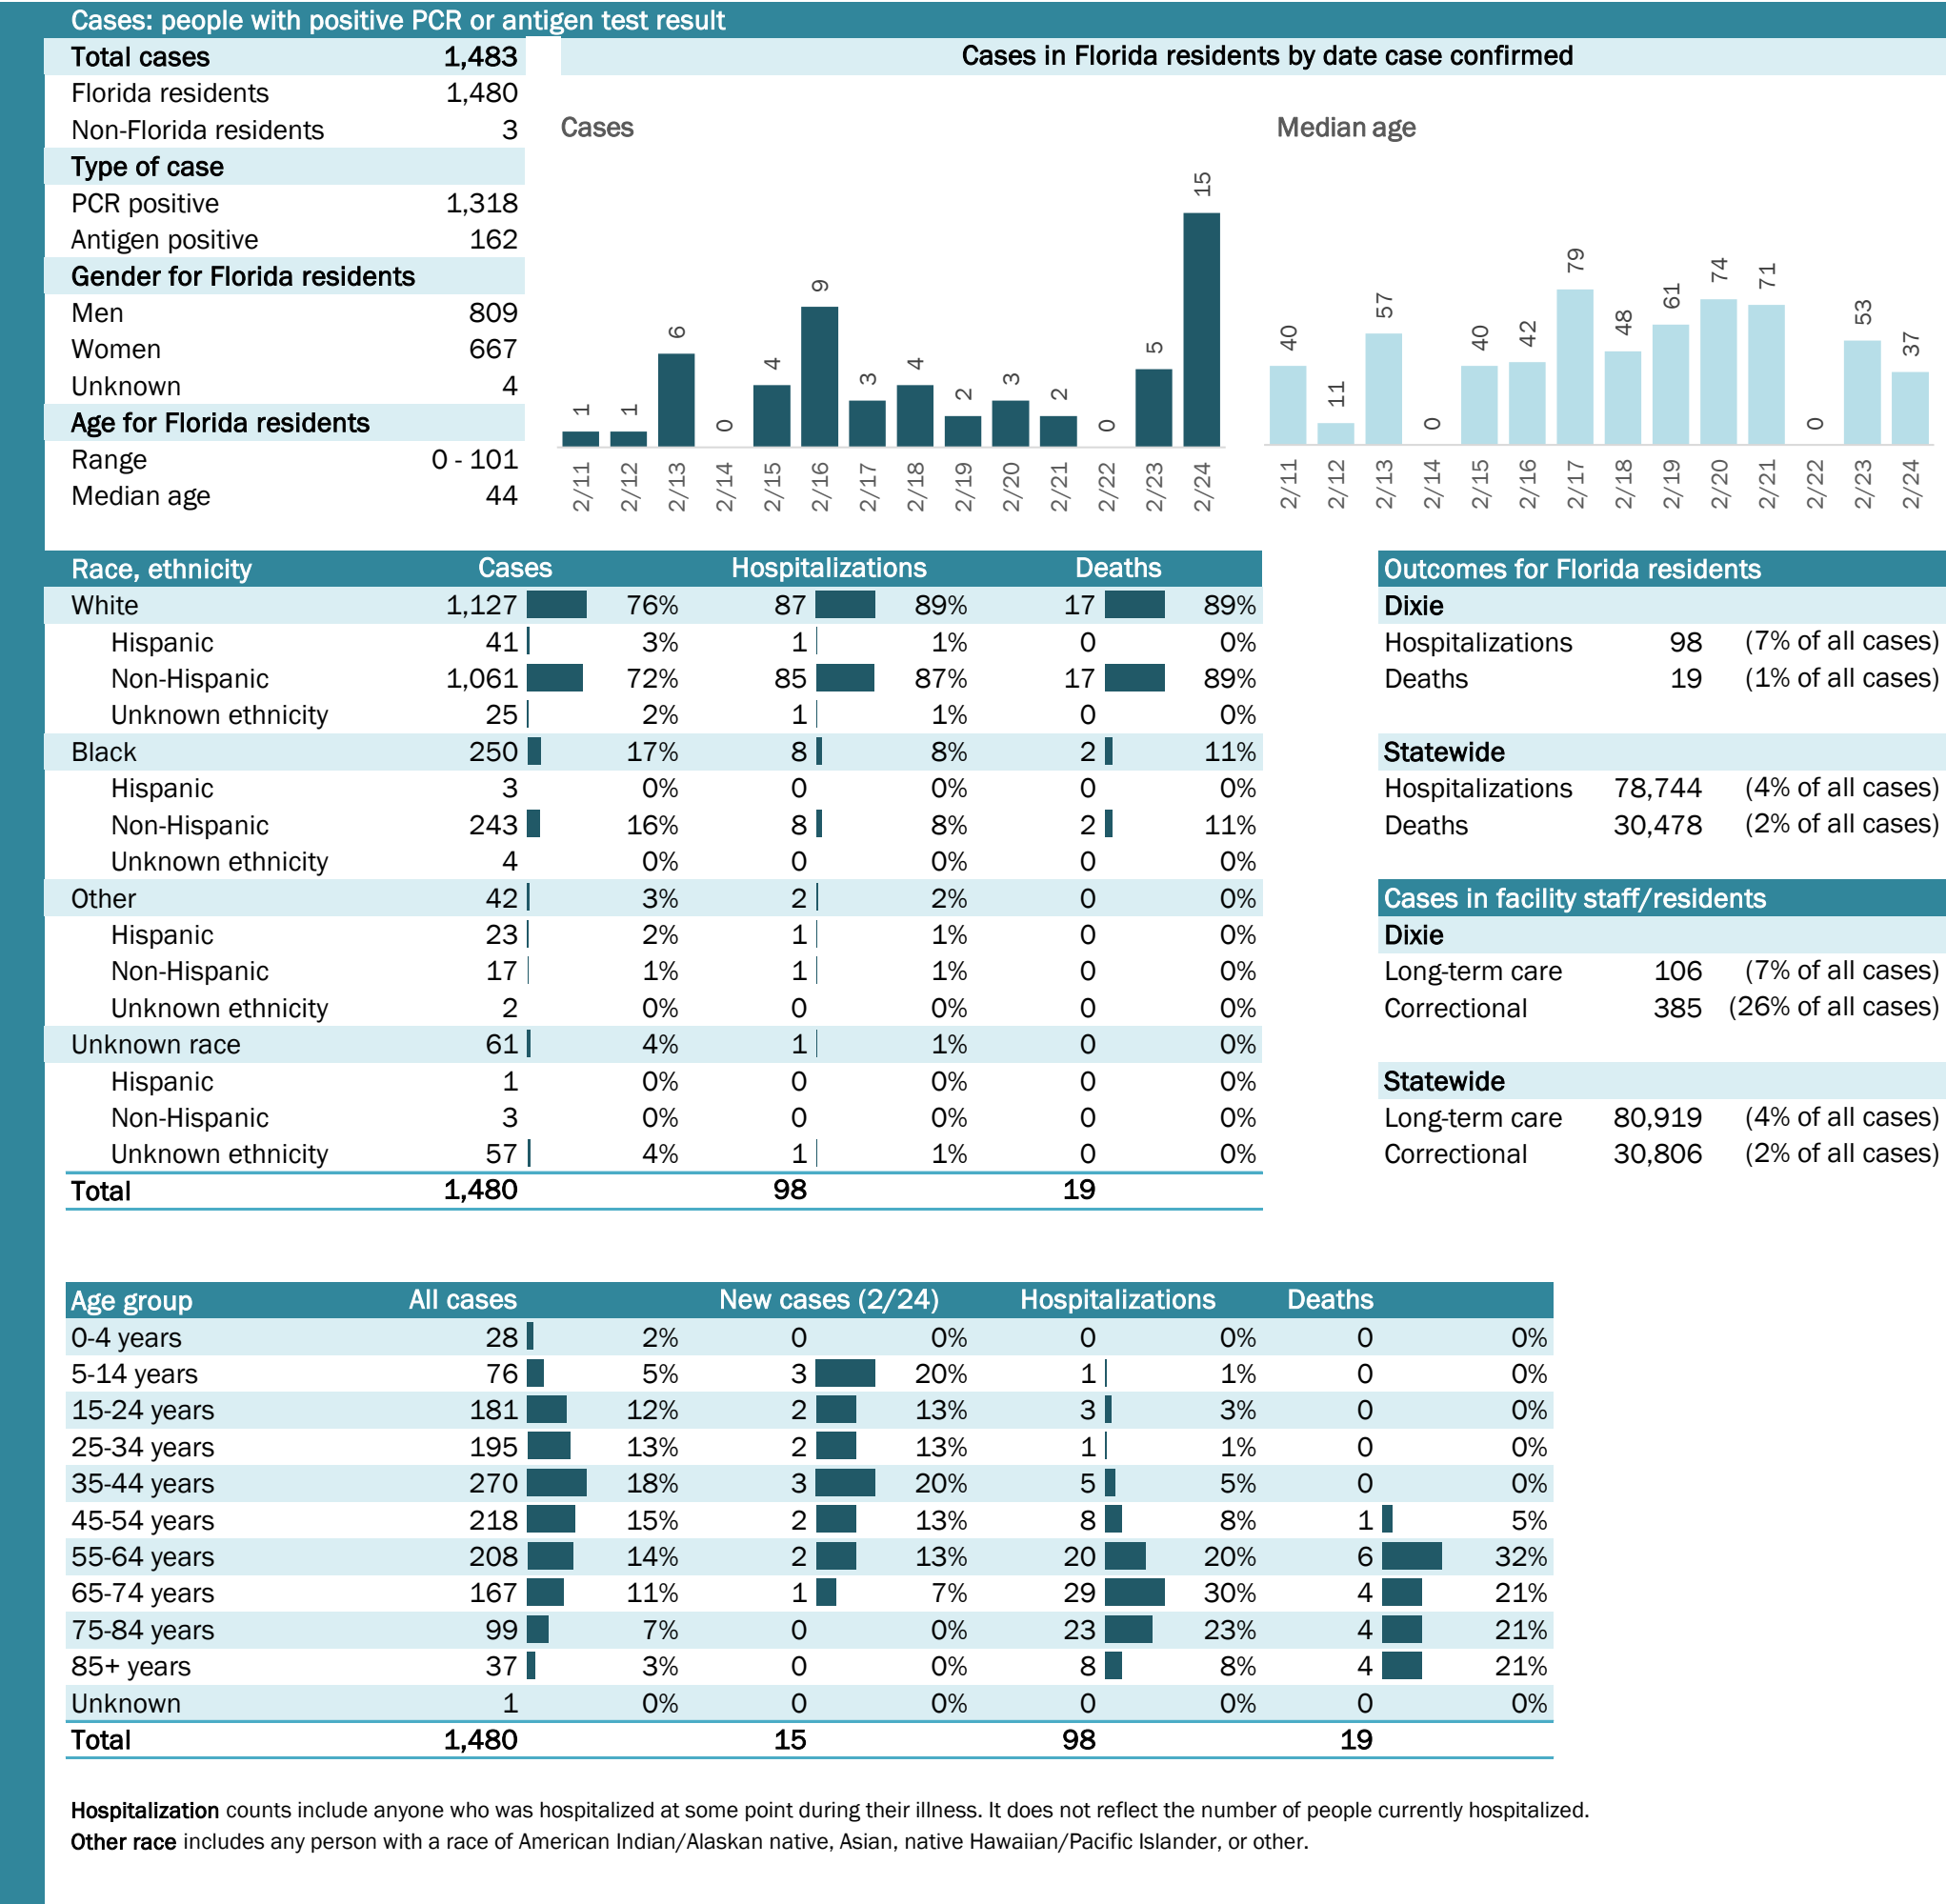 Cases: people with positive PCR or antigen test result
Total cases 1,483
Florida residents 1,480
Non-Florida residents 3
Type of case
PCR positive 1,318
Antigen positive 162
Gender for Florida residents
Men 809
Women 667
Unknown 4
Age for Florida residents
Range 0 - 101
Median age 44
Cases in Florida residents by date case confirmed
Cases
1 1 6 0 4 9 3 4 2 3 2 0 5 15
2/11 2/12 2/13 2/14 2/15 2/16 2/17 2/18 2/19 2/20 2/21 2/22 2/23 2/24
Median age
40 11 57 0 40 42 79 48 61 74 71 0 53 37
2/11 2/12 2/13 2/14 2/15 2/16 2/17 2/18 2/19 2/20 2/21 2/22 2/23 2/24
Race, ethnicity Cases Hospitalizations Deaths
White 1,127 76% 87 89% 17 89%
Hispanic 41 3% 1 1% 0 0%
Non-Hispanic 1,061 72% 85 87% 17 89%
Unknown ethnicity 25 2% 1 1% 0 0%
Black 250 17% 8 8% 2 11%
Hispanic 3 0% 0 0% 0 0%
Non-Hispanic 243 16% 8 8% 2 11%
Unknown ethnicity 4 0% 0 0% 0 0%
Other 42 3% 2 2% 0 0%
Hispanic 23 2% 1 1% 0 0%
Non-Hispanic 17 1% 1 1% 0 0%
Unknown ethnicity 2 0% 0 0% 0 0%
Unknown race 61 4% 1 1% 0 0%
Hispanic 1 0% 0 0% 0 0%
Non-Hispanic 3 0% 0 0% 0 0%
Unknown ethnicity 57 4% 1 1% 0 0%
Total 1,480 98 19
Outcomes for Florida residents
Dixie
Hospitalizations 98 (7% of all cases)
Deaths 19 (1% of all cases)
Statewide
Hospitalizations 78,744 (4% of all cases)
Deaths 30,478 (2% of all cases)
Cases in facility staff/residents
Dixie
Long-term care 106 (7% of all cases)
Correctional 385 (26% of all cases)
Statewide
Long-term care 80,919 (4% of all cases)
Correctional 30,806 (2% of all cases)
Age group All cases New cases (2/24) Hospitalizations Deaths
0-4 years 28 2% 0 0% 0 0% 0 0%
5-14 years 76 5% 3 20% 1 1% 0 0%
15-24 years 181 12% 2 13% 3 3% 0 0%
25-34 years 195 13% 2 13% 1 1% 0 0%
35-44 years 270 18% 3 20% 5 5% 0 0%
45-54 years 218 15% 2 13% 8 8% 1 5%
55-64 years 208 14% 2 13% 20 20% 6 32%
65-74 years 167 11% 1 7% 29 30% 4 21%
75-84 years 99 7% 0 0% 23 23% 4 21%
85+ years 37 3% 0 0% 8 8% 4 21%
Unknown 1 0% 0 0% 0 0% 0 0%
Total 1,480 15 98 19
Hospitalization counts include anyone who was hospitalized at some point during their illness. It does not reflect the number of people currently hospitalized.
Other race includes any person with a race of American Indian/Alaskan native, Asian, native Hawaiian/Pacific Islander, or other.